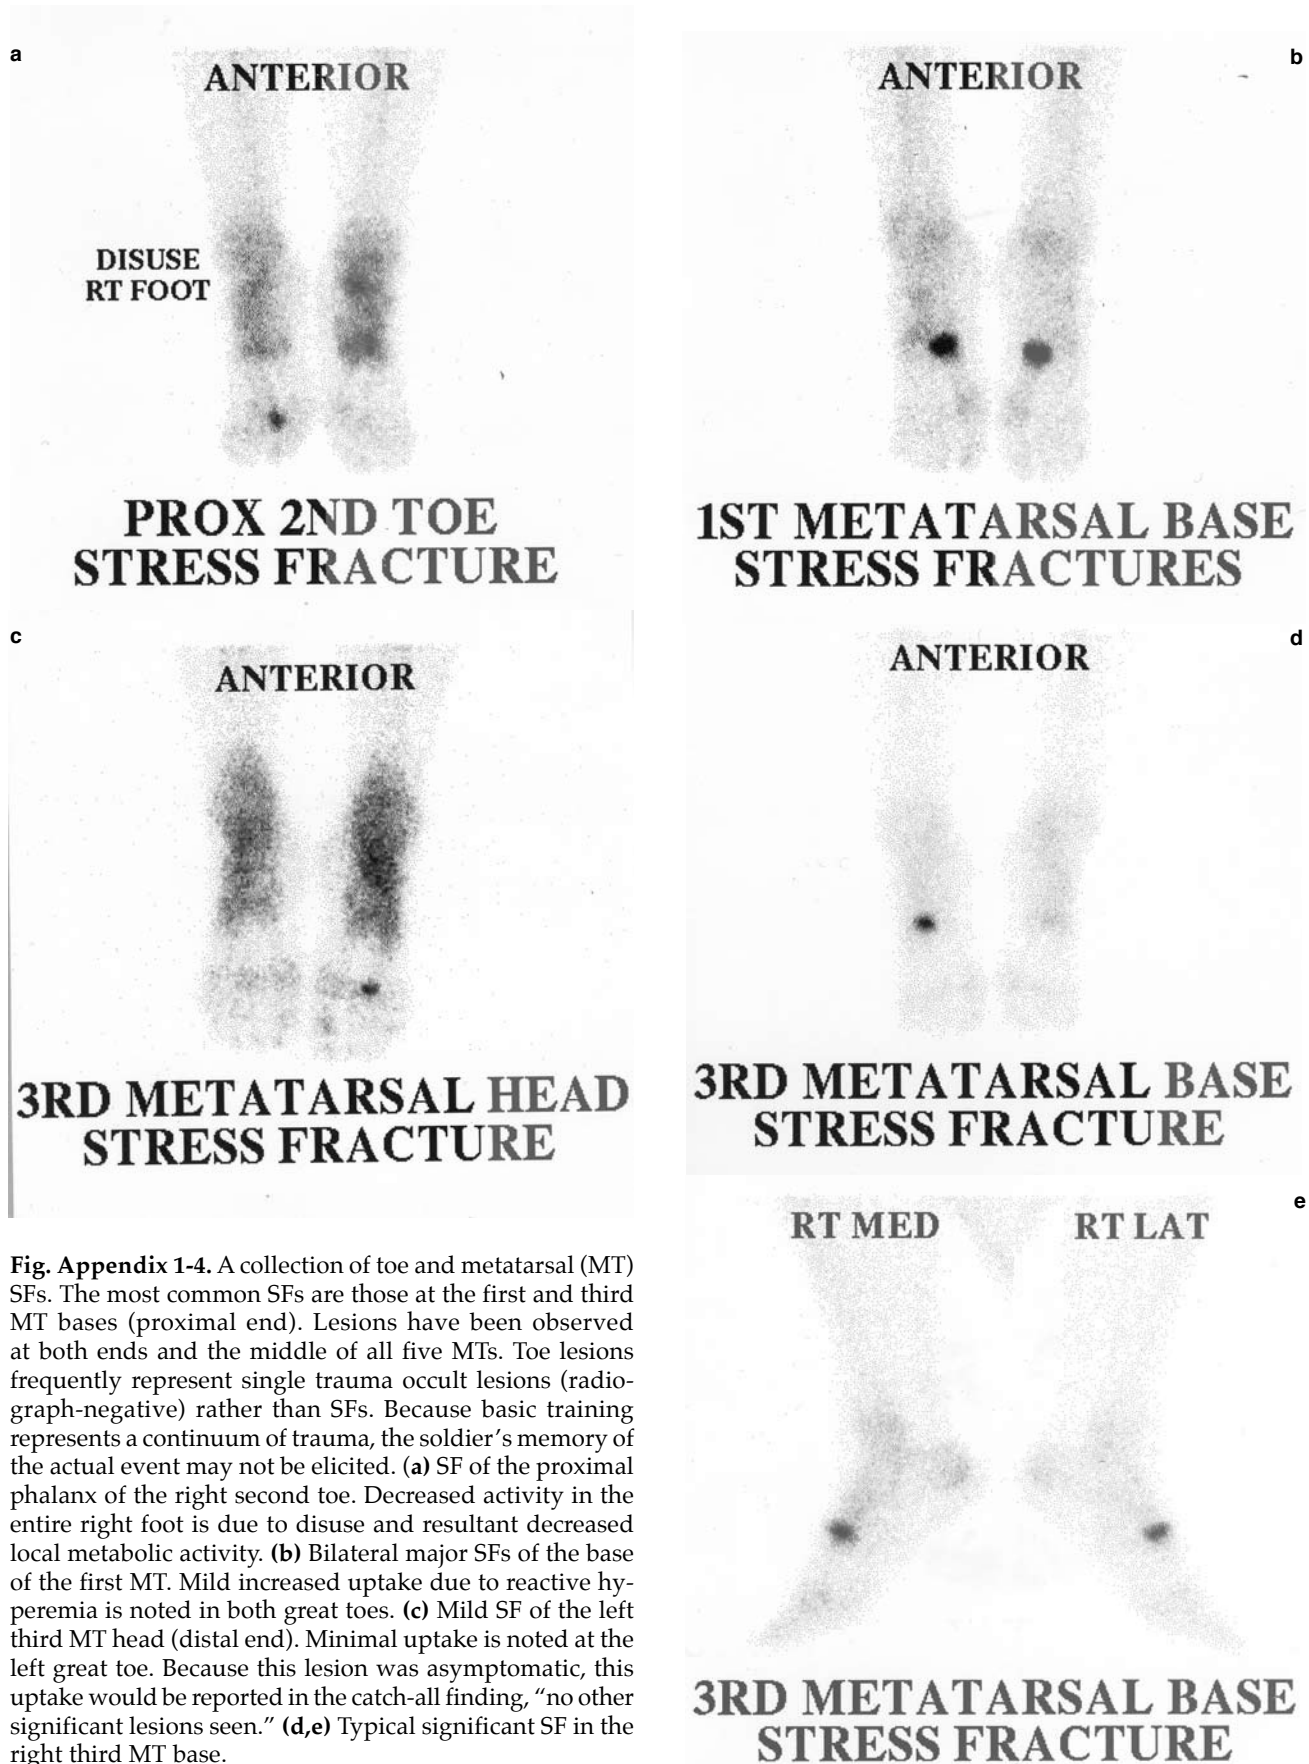 a
ANTERIOR
DISUSE
RT FOOT
PROX 2ND TOE
STRESS FRACTURE
b
ANTERIOR
1ST METATARSAL BASE
STRESS FRACTURES
c
ANTERIOR
3RD METATARSAL HEAD
STRESS FRACTURE
d
ANTERIOR
3RD METATARSAL BASE
STRESS FRACTURE
e
RT MED
RT LAT
3RD METATARSAL BASE
STRESS FRACTURE
Fig. Appendix 1-4. A collection of toe and metatarsal (MT)
SFs. The most common SFs are those at the first and third
MT bases (proximal end). Lesions have been observed
at both ends and the middle of all five MTs. Toe lesions
frequently represent single trauma occult lesions (radio-
graph-negative) rather than SFs. Because basic training
represents a continuum of trauma, the soldier's memory of
the actual event may not be elicited. (a) SF of the proximal
phalanx of the right second toe. Decreased activity in the
entire right foot is due to disuse and resultant decreased
local metabolic activity. (b) Bilateral major SFs of the base
of the first MT. Mild increased uptake due to reactive hy-
peremia is noted in both great toes. (c) Mild SF of the left
third MT head (distal end). Minimal uptake is noted at the
left great toe. Because this lesion was asymptomatic, this
uptake would be reported in the catch-all finding, "no other
significant lesions seen." (d,e) Typical significant SF in the
right third MT base.